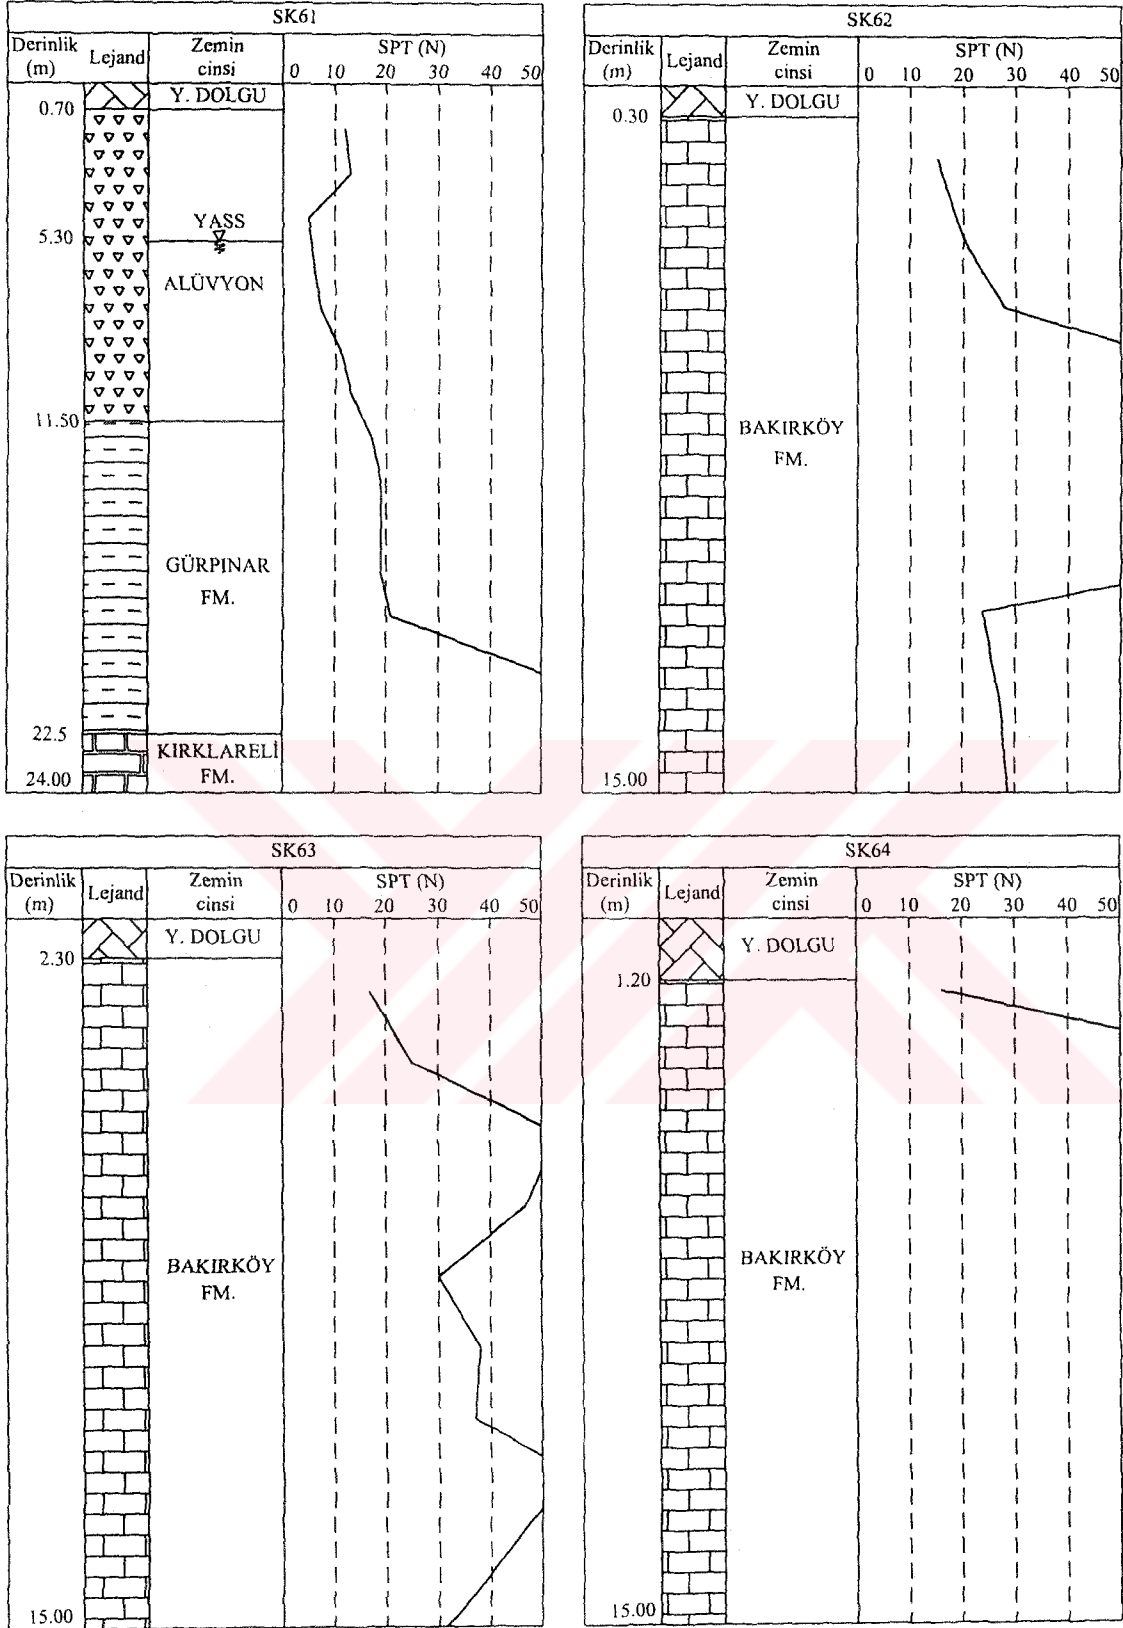 SK61
Derinlik
(m)
Lejand
Zemin
cinsi
SPT (N)
0 10 20 30 40 50
0.70
Y. DOLGU
YASS
5.30
ALÜVYON
11.50
GÜRPINAR
FM.
22.5
KIRKLARELİ
FM.
24.00
SK62
Derinlik
(m)
Lejand
Zemin
cinsi
SPT (N)
0 10 20 30 40 50
Y. DOLGU
0.30
BAKIRKÖY
FM.
15.00
SK63
Derinlik
(m)
Lejand
Zemin
cinsi
SPT (N)
0 10 20 30 40 50
Y. DOLGU
2.30
BAKIRKÖY
FM.
15.00
SK64
Derinlik
(m)
Lejand
Zemin
cinsi
SPT (N)
0 10 20 30 40 50
Y. DOLGU
1.20
BAKIRKÖY
FM.
15.00